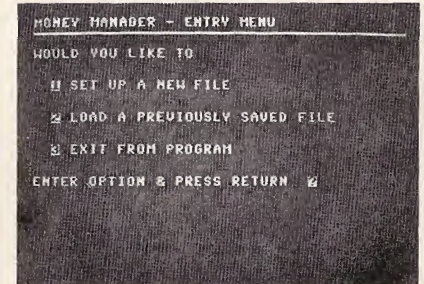 MONEY MANAGER - ENTRY MENU
WOULD YOU LIKE TO
1 SET UP A NEW FILE
2 LOAD A PREVIOUSLY SAVED FILE
3 EXIT FROM PROGRAM
ENTER OPTION & PRESS RETURN 2